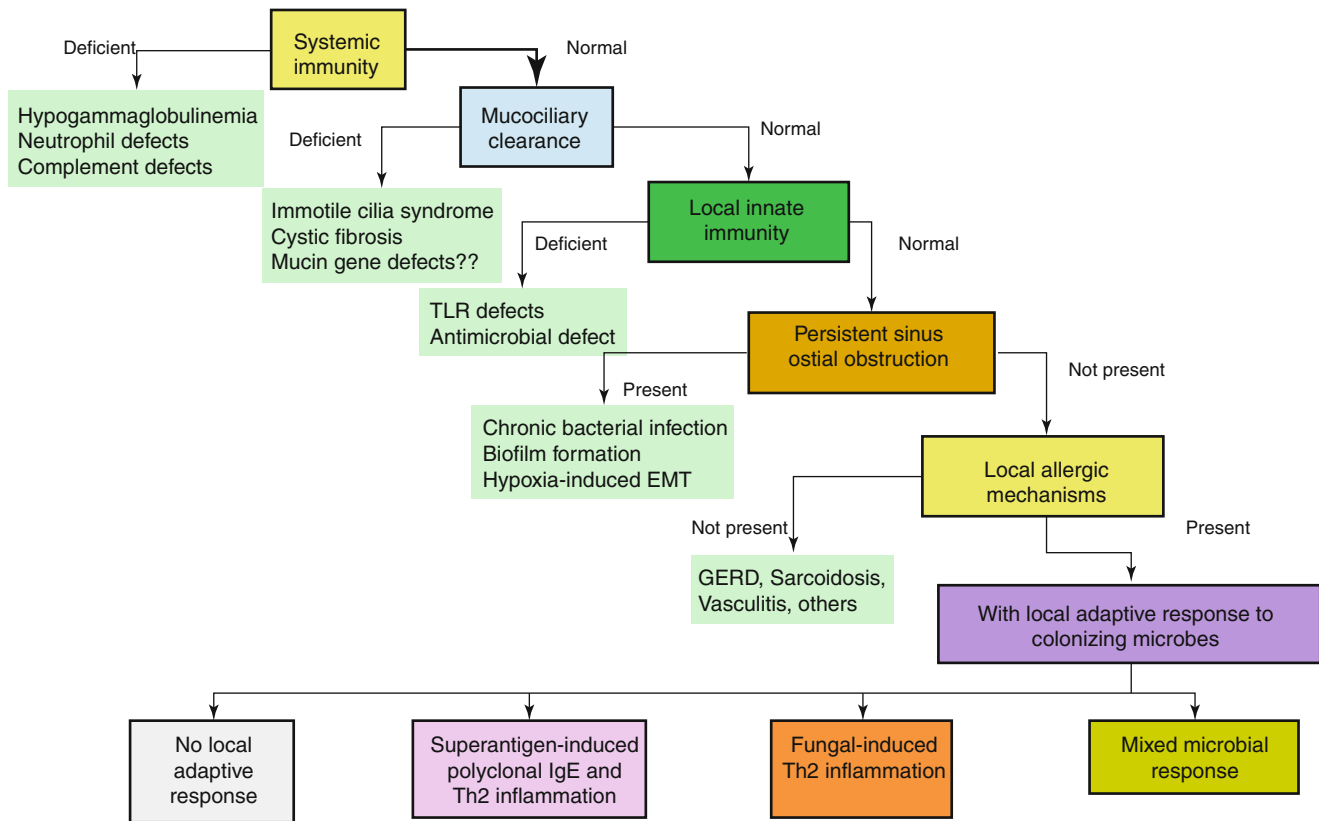 Deficient
Systemic
immunity
Normal
Hypogammaglobulinemia
Neutrophil defects
Complement defects
Mucociliary
clearance
Deficient
Normal
Immotile cilia syndrome
Cystic fibrosis
Mucin gene defects??
Local innate
immunity
Deficient
Normal
TLR defects
Antimicrobial defect
Persistent sinus
ostial obstruction
Present
Not present
Chronic bacterial infection
Biofilm formation
Hypoxia-induced EMT
Local allergic
mechanisms
Not present
Present
GERD, Sarcoidosis,
Vasculitis, others
With local adaptive response to
colonizing microbes
No local
adaptive
response
Superantigen-induced
polyclonal IgE and
Th2 inflammation
Fungal-induced
Th2 inflammation
Mixed microbial
response